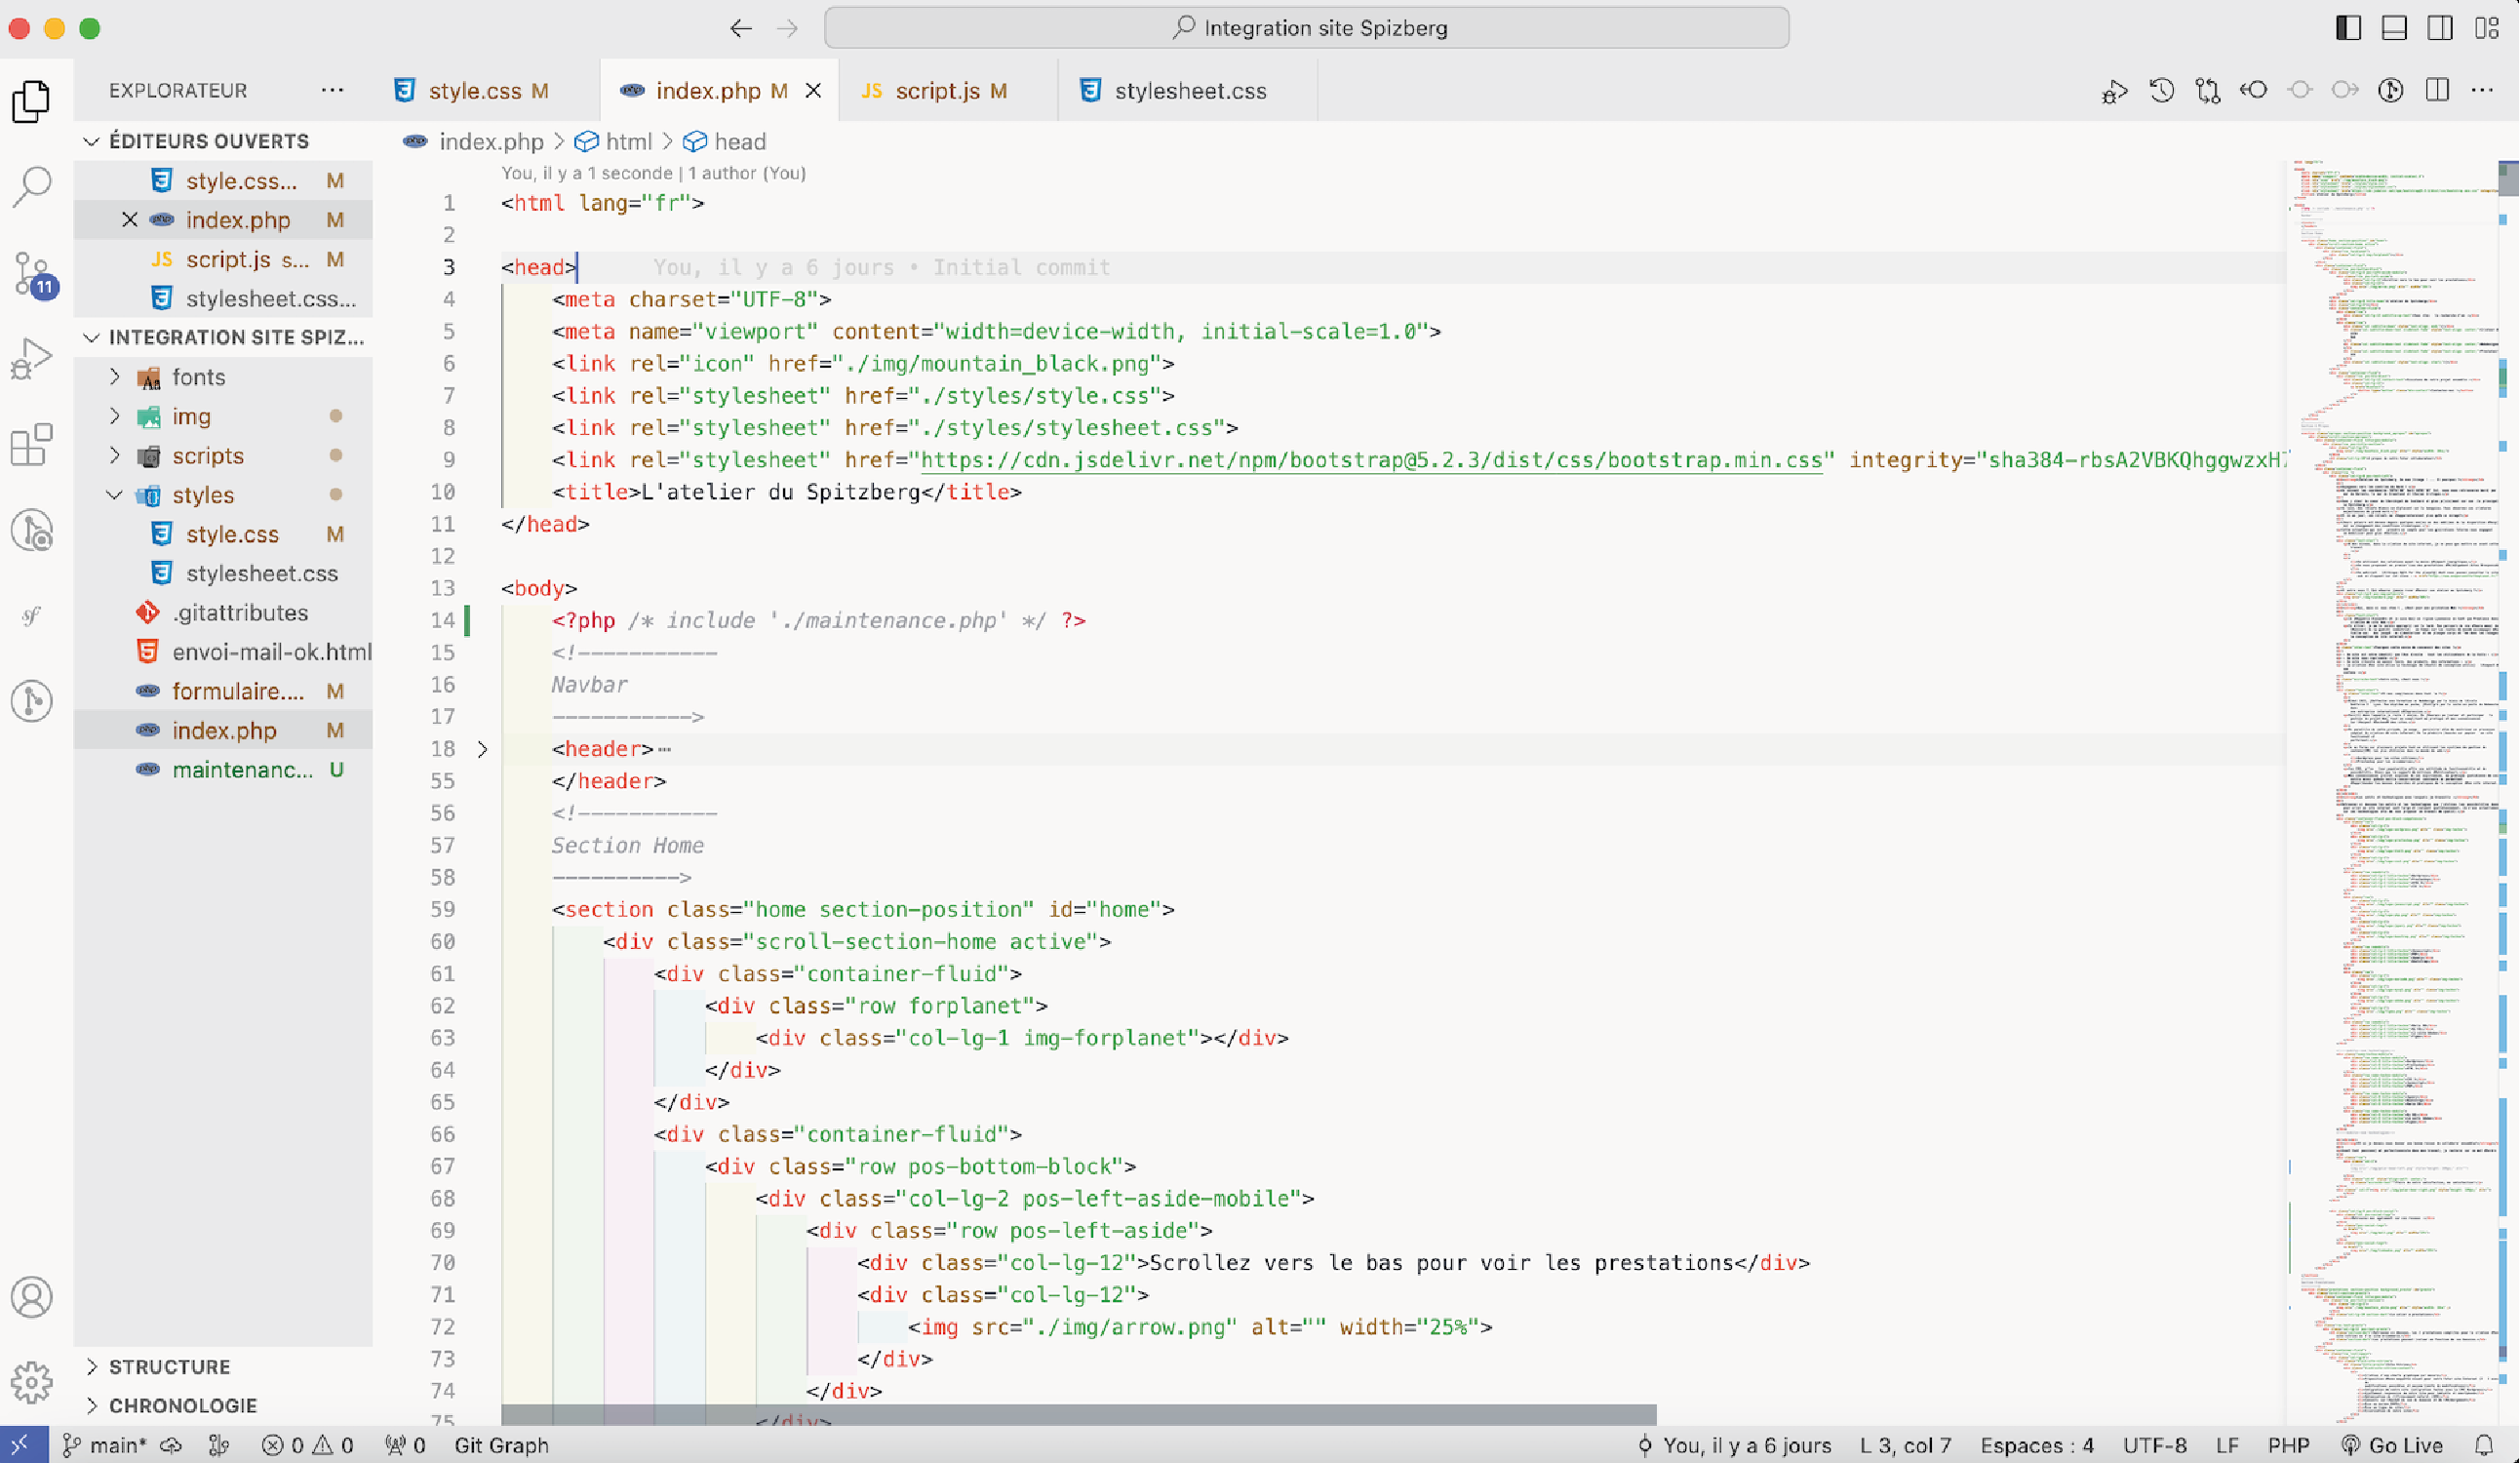 Integration site Spizberg
EXPLORATEUR
style.css M
index.php M
JS script.js M
stylesheet.css
ÉDITEURS OUVERTS
style.css... M
index.php M
JS script.js s... M
stylesheet.css...
INTEGRATION SITE SPIZ...
fonts
img
scripts
styles
style.css M
stylesheet.css
.gitattributes
envoi-mail-ok.html
formulaire.... M
index.php M
maintenanc... U
STRUCTURE
CHRONOLOGIE
11
index.php > html > head
You, il y a 1 seconde | 1 author (You)
1 <html lang="fr">
2
3 <head> You, il y a 6 jours • Initial commit
4 <meta charset="UTF-8">
5 <meta name="viewport" content="width=device-width, initial-scale=1.0">
6 <link rel="icon" href="./img/mountain_black.png">
7 <link rel="stylesheet" href="./styles/style.css">
8 <link rel="stylesheet" href="./styles/stylesheet.css">
9 <link rel="stylesheet" href="https://cdn.jsdelivr.net/npm/bootstrap@5.2.3/dist/css/bootstrap.min.css" integrity="sha384-rbsA2VBKQhggwzxH
10 <title>L'atelier du Spitzberg</title>
11 </head>
12
13 <body>
14 <?php /* include './maintenance.php' */ ?>
15 <!-----------
16 Navbar
17 ----------->
18 <header>⋯
55 </header>
56 <!-----------
57 Section Home
58 ---------->
59 <section class="home section-position" id="home">
60 <div class="scroll-section-home active">
61 <div class="container-fluid">
62 <div class="row forplanet">
63 <div class="col-lg-1 img-forplanet"></div>
64 </div>
65 </div>
66 <div class="container-fluid">
67 <div class="row pos-bottom-block">
68 <div class="col-lg-2 pos-left-aside-mobile">
69 <div class="row pos-left-aside">
70 <div class="col-lg-12">Scrollez vers le bas pour voir les prestations</div>
71 <div class="col-lg-12">
72 <img src="./img/arrow.png" alt="" width="25%">
73 </div>
74 </div>
75 </div>
main* 0 0 0 Git Graph
You, il y a 6 jours L 3, col 7 Espaces : 4 UTF-8 LF PHP Go Live